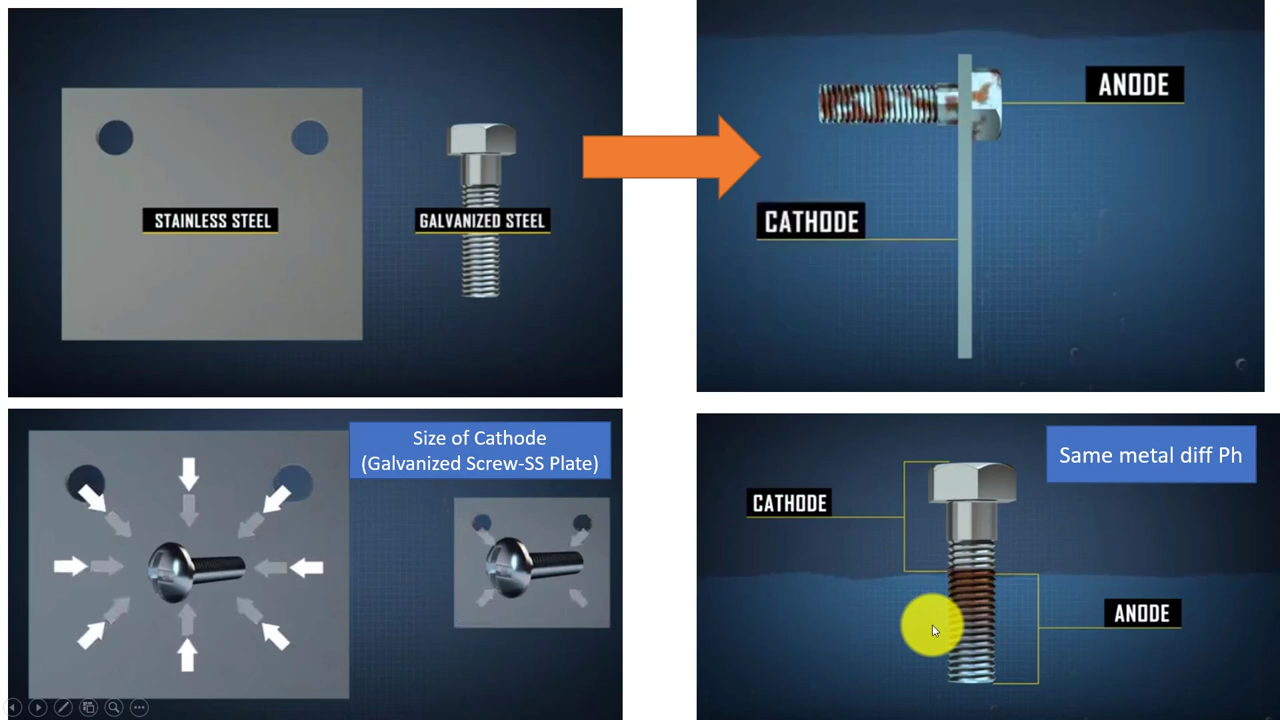 STAINLESS STEEL
GALVANIZED STEEL
ANODE
CATHODE
Size of Cathode
(Galvanized Screw-SS Plate)
Same metal diff Ph
CATHODE
ANODE